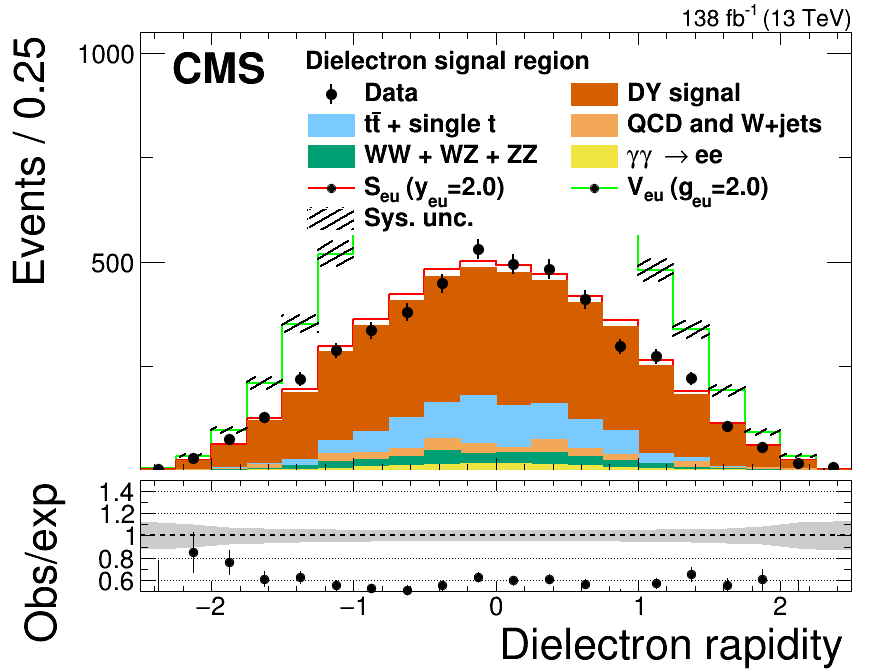 138 fb⁻¹ (13 TeV)
CMS
Dielectron signal region
Data
DY signal
tt̄ + single t
QCD and W+jets
WW + WZ + ZZ
γγ → ee
S_eu (y_eu=2.0)
V_eu (g_eu=2.0)
Sys. unc.
Events / 0.25
1000
500
Obs/exp
1.4
1.2
1
0.8
0.6
−2 −1 0 1 2
Dielectron rapidity